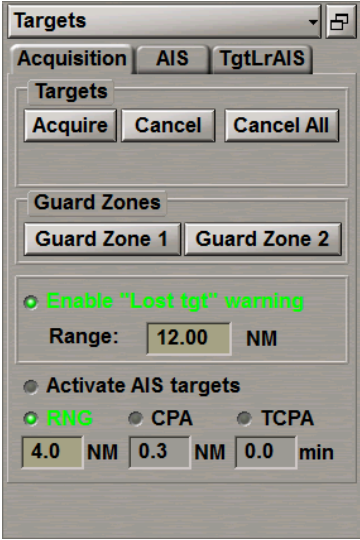 Targets
Acquisition AIS TgtLrAIS
Targets
Acquire Cancel Cancel All
Guard Zones
Guard Zone 1 Guard Zone 2
Enable "Lost tgt" warning
Range: 12.00 NM
Activate AIS targets
RNG CPA TCPA
4.0 NM 0.3 NM 0.0 min